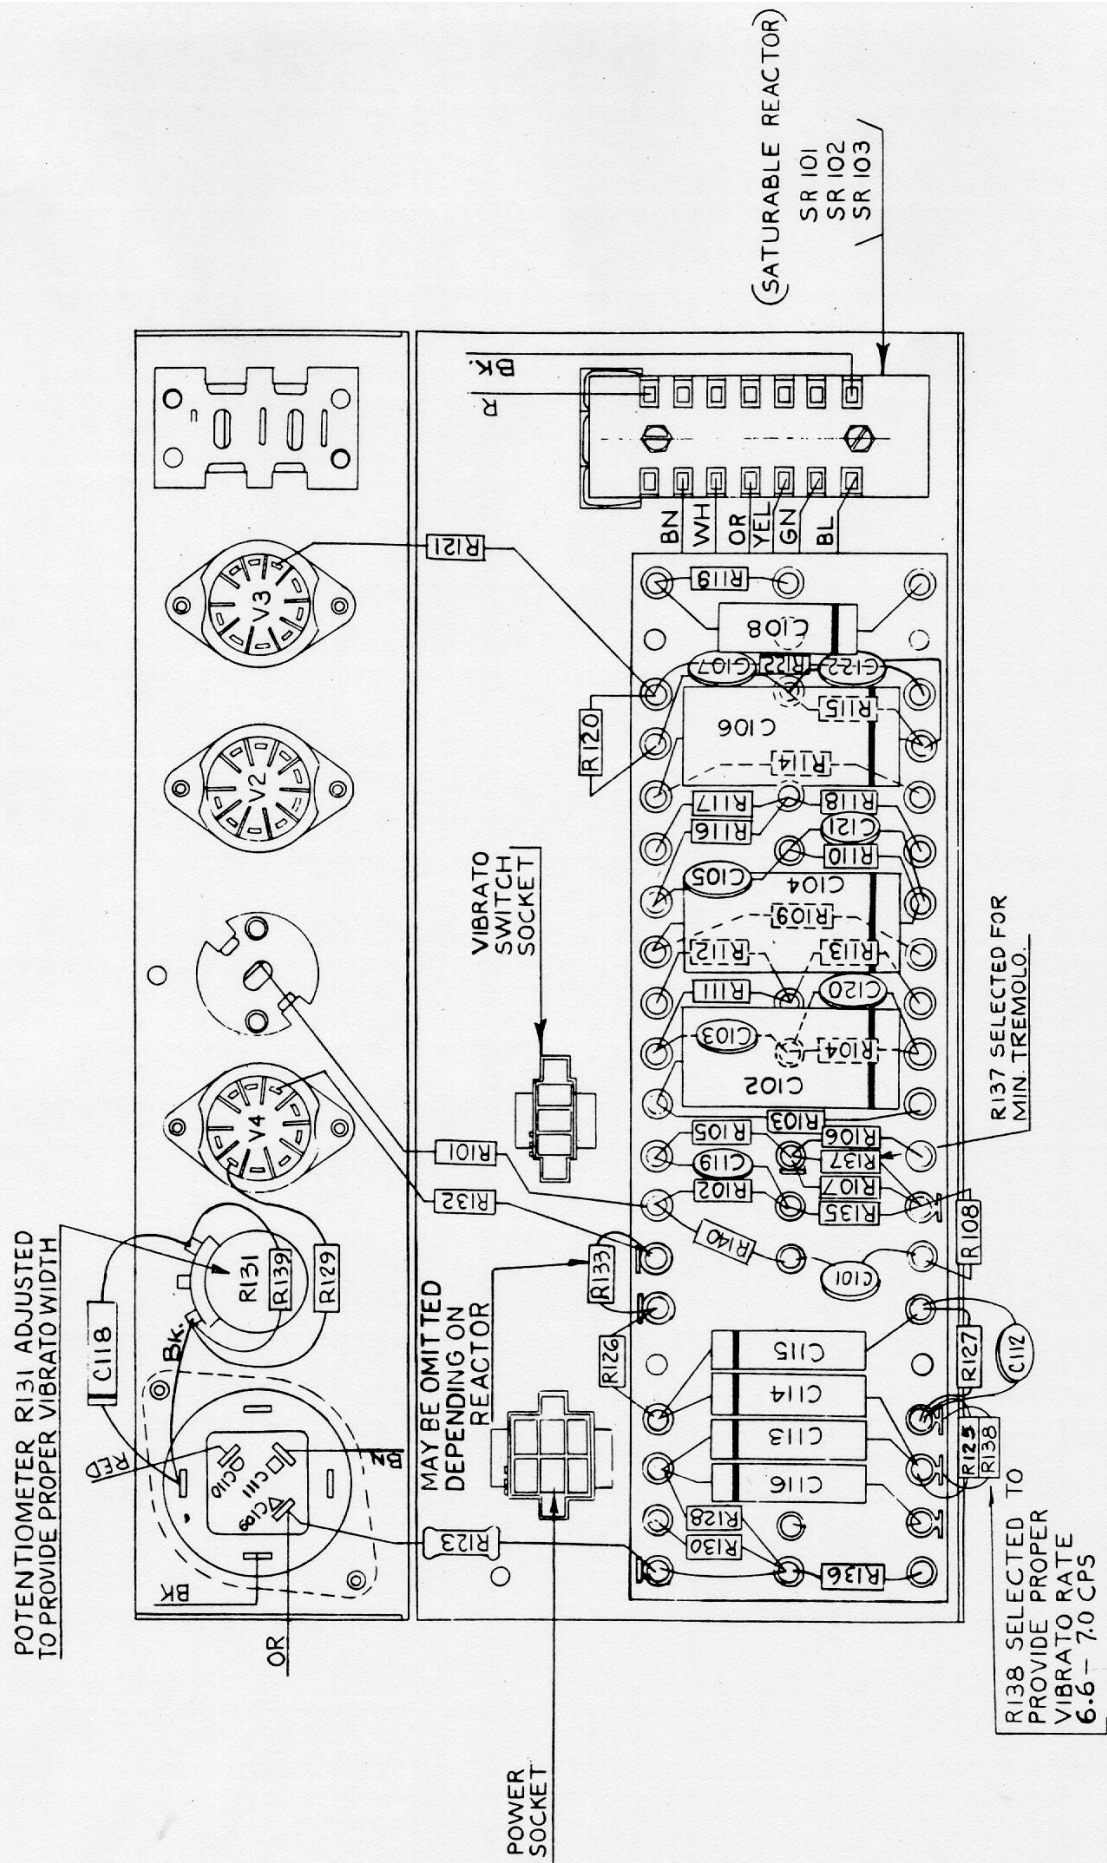 POTENTIOMETER R131 ADJUSTED
TO PROVIDE PROPER VIBRATO WIDTH
C118
RED
BK.
BK
OR
BN
C110
C111
C109
R131
R139
R129
V4
V2
V3
R123
R132
R101
R121
MAY BE OMITTED
DEPENDING ON
REACTOR
VIBRATO
SWITCH
SOCKET
POWER
SOCKET
R
BK.
(SATURABLE REACTOR)
SR 101
SR 102
SR 103
BN
WH
OR
YEL
GN
BL
R133
R126
R120
R119
C108
C107
R122
C122
R115
C106
R114
R117
R118
R116
C121
R110
C105
C104
R109
R112
R113
R111
C120
C103
R104
C102
R103
R105
R106
R137
C119
R107
R102
R135
R140
C101
R108
C115
C114
C113
C116
R127
C112
R125
R138
R128
R130
R136
R137 SELECTED FOR
MIN. TREMOLO.
R138 SELECTED TO
PROVIDE PROPER
VIBRATO RATE
6.6 - 7.0 CPS